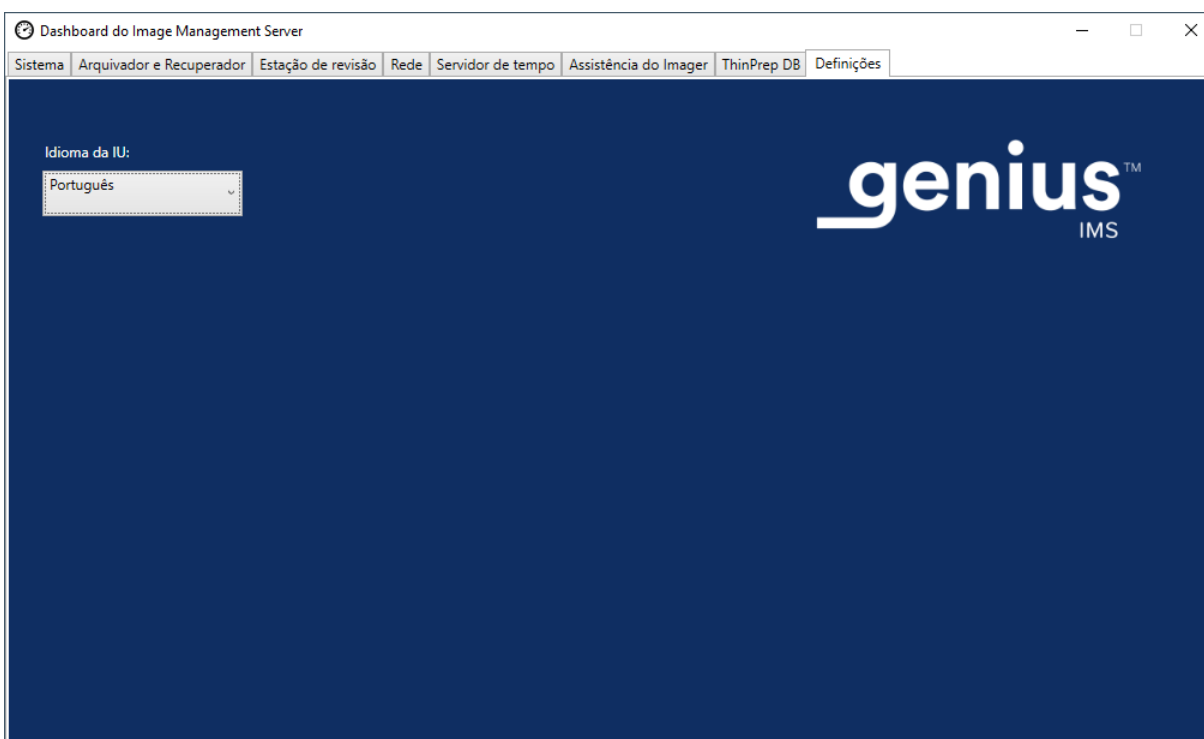 Dashboard do Image Management Server
Sistema Arquivador e Recuperador Estação de revisão Rede Servidor de tempo Assistência do Imager ThinPrep DB Definições
Idioma da IU:
Português
genius™
IMS